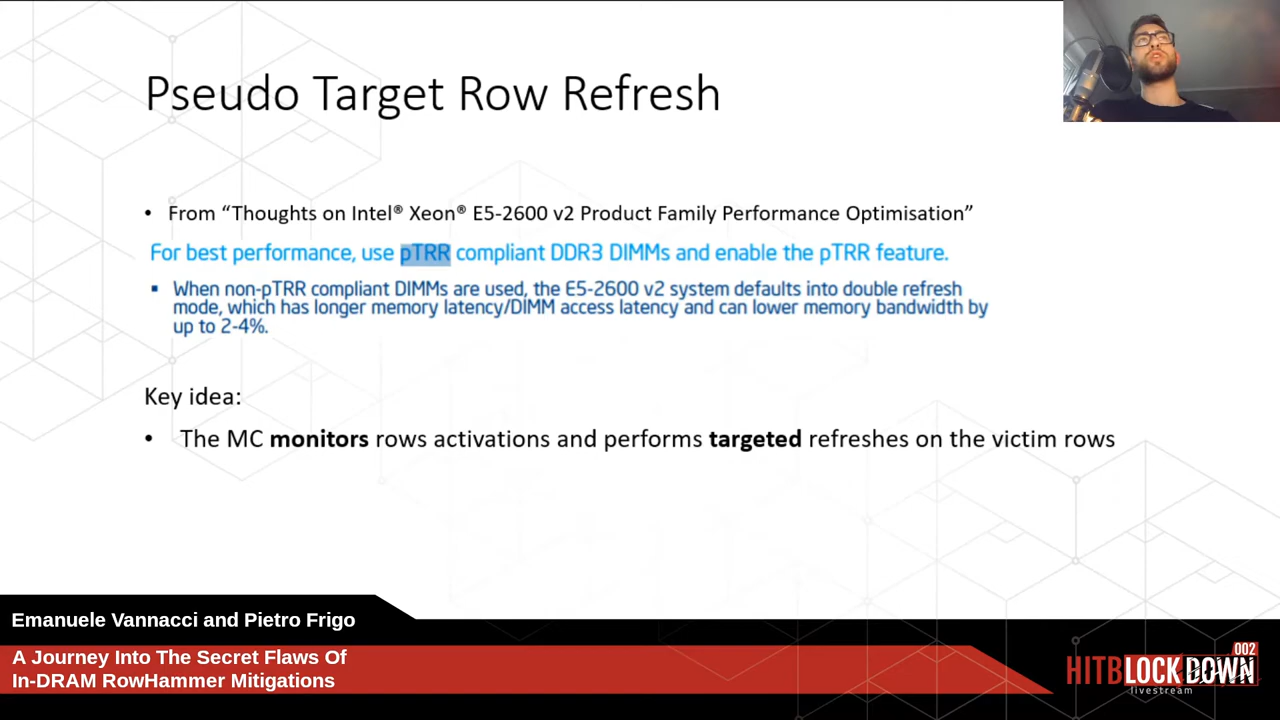 Pseudo Target Row Refresh
• From “Thoughts on Intel® Xeon® E5-2600 v2 Product Family Performance Optimisation”
For best performance, use pTRR compliant DDR3 DIMMs and enable the pTRR feature.
▪ When non-pTRR compliant DIMMs are used, the E5-2600 v2 system defaults into double refresh
mode, which has longer memory latency/DIMM access latency and can lower memory bandwidth by
up to 2-4%.
Key idea:
• The MC monitors rows activations and performs targeted refreshes on the victim rows
Emanuele Vannacci and Pietro Frigo
A Journey Into The Secret Flaws Of
In-DRAM RowHammer Mitigations
002
HITBLOCKDOWN
livestream